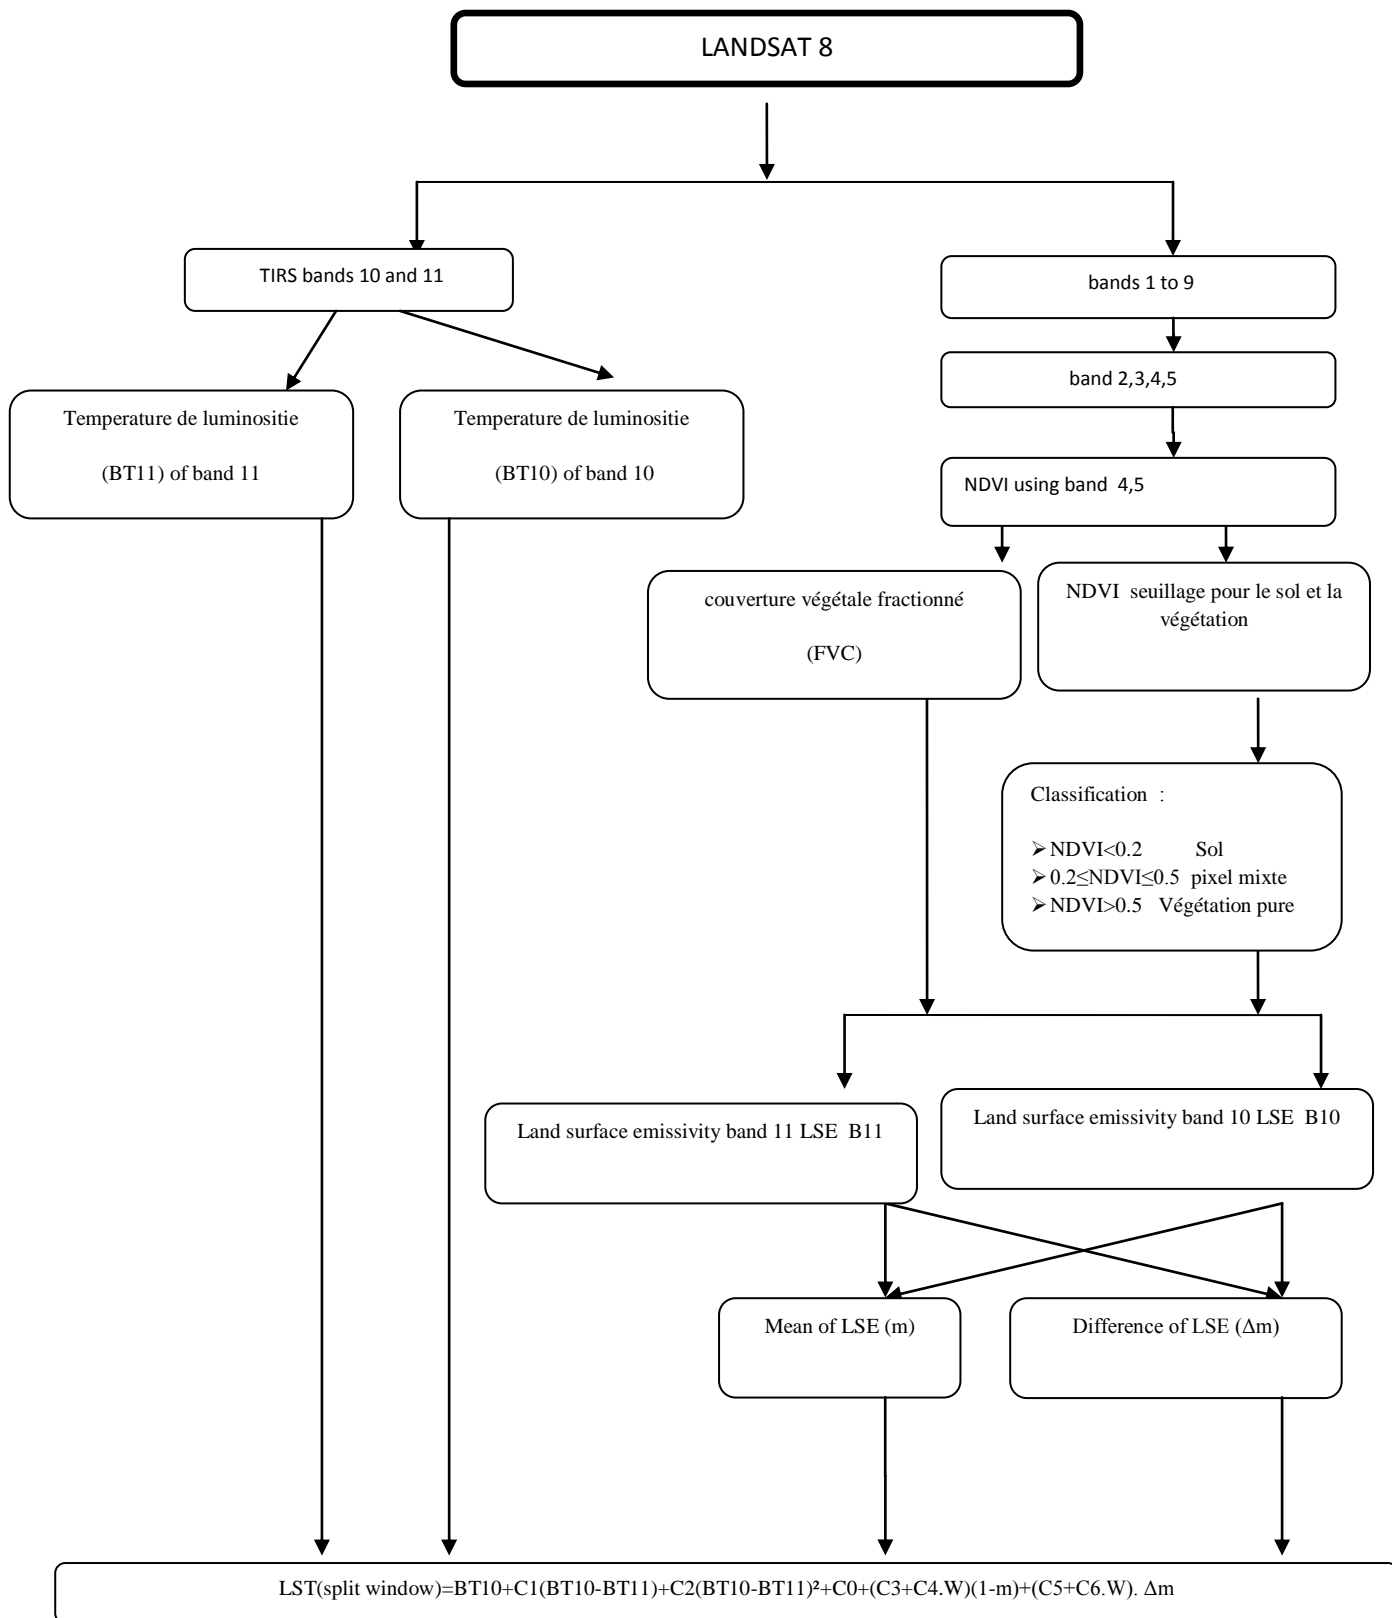 LANDSAT 8
TIRS bands 10 and 11
bands 1 to 9
band 2,3,4,5
Temperature de luminositie
(BT11) of band 11
Temperature de luminositie
(BT10) of band 10
NDVI using band 4,5
couverture végétale fractionné
(FVC)
NDVI seuillage pour le sol et la
végétation
Classification :
➢ NDVI<0.2 Sol
➢ 0.2≤NDVI≤0.5 pixel mixte
➢ NDVI>0.5 Végétation pure
Land surface emissivity band 11 LSE B11
Land surface emissivity band 10 LSE B10
Mean of LSE (m)
Difference of LSE (Δm)
LST(split window)=BT10+C1(BT10-BT11)+C2(BT10-BT11)²+C0+(C3+C4.W)(1-m)+(C5+C6.W). Δm